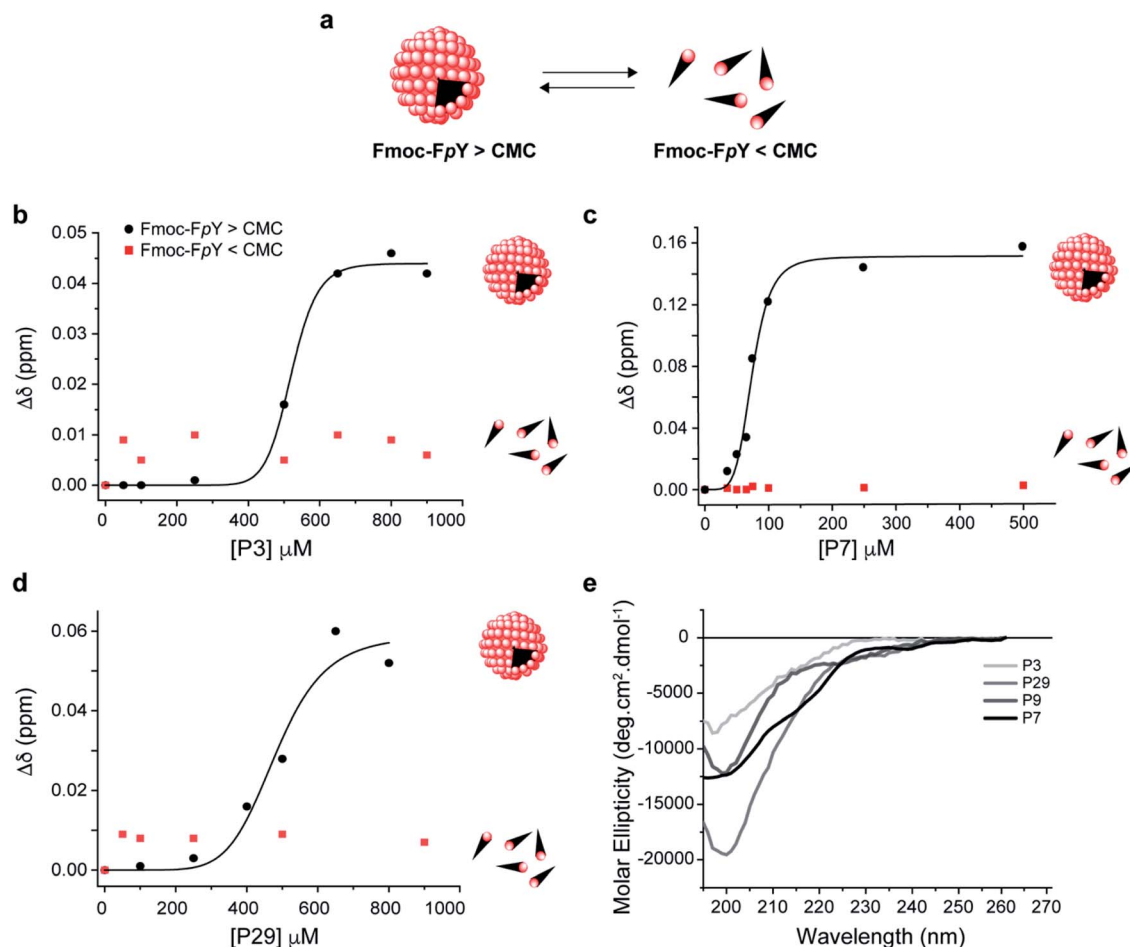 a
Fmoc-FpY > CMC
Fmoc-FpY < CMC
b
Fmoc-FpY > CMC
Fmoc-FpY < CMC
0.05
0.04
0.03
0.02
0.01
0.00
Δδ (ppm)
0 200 400 600 800 1000
[P3] μM
c
0.16
0.12
0.08
0.04
0.00
Δδ (ppm)
0 100 200 300 400 500
[P7] μM
d
0.06
0.04
0.02
0.00
Δδ (ppm)
0 200 400 600 800 1000
[P29] μM
e
0
-5000
-10000
-15000
-20000
Molar Ellipticity (deg.cm².dmol⁻¹)
P3
P29
P9
P7
200 210 220 230 240 250 260 270
Wavelength (nm)